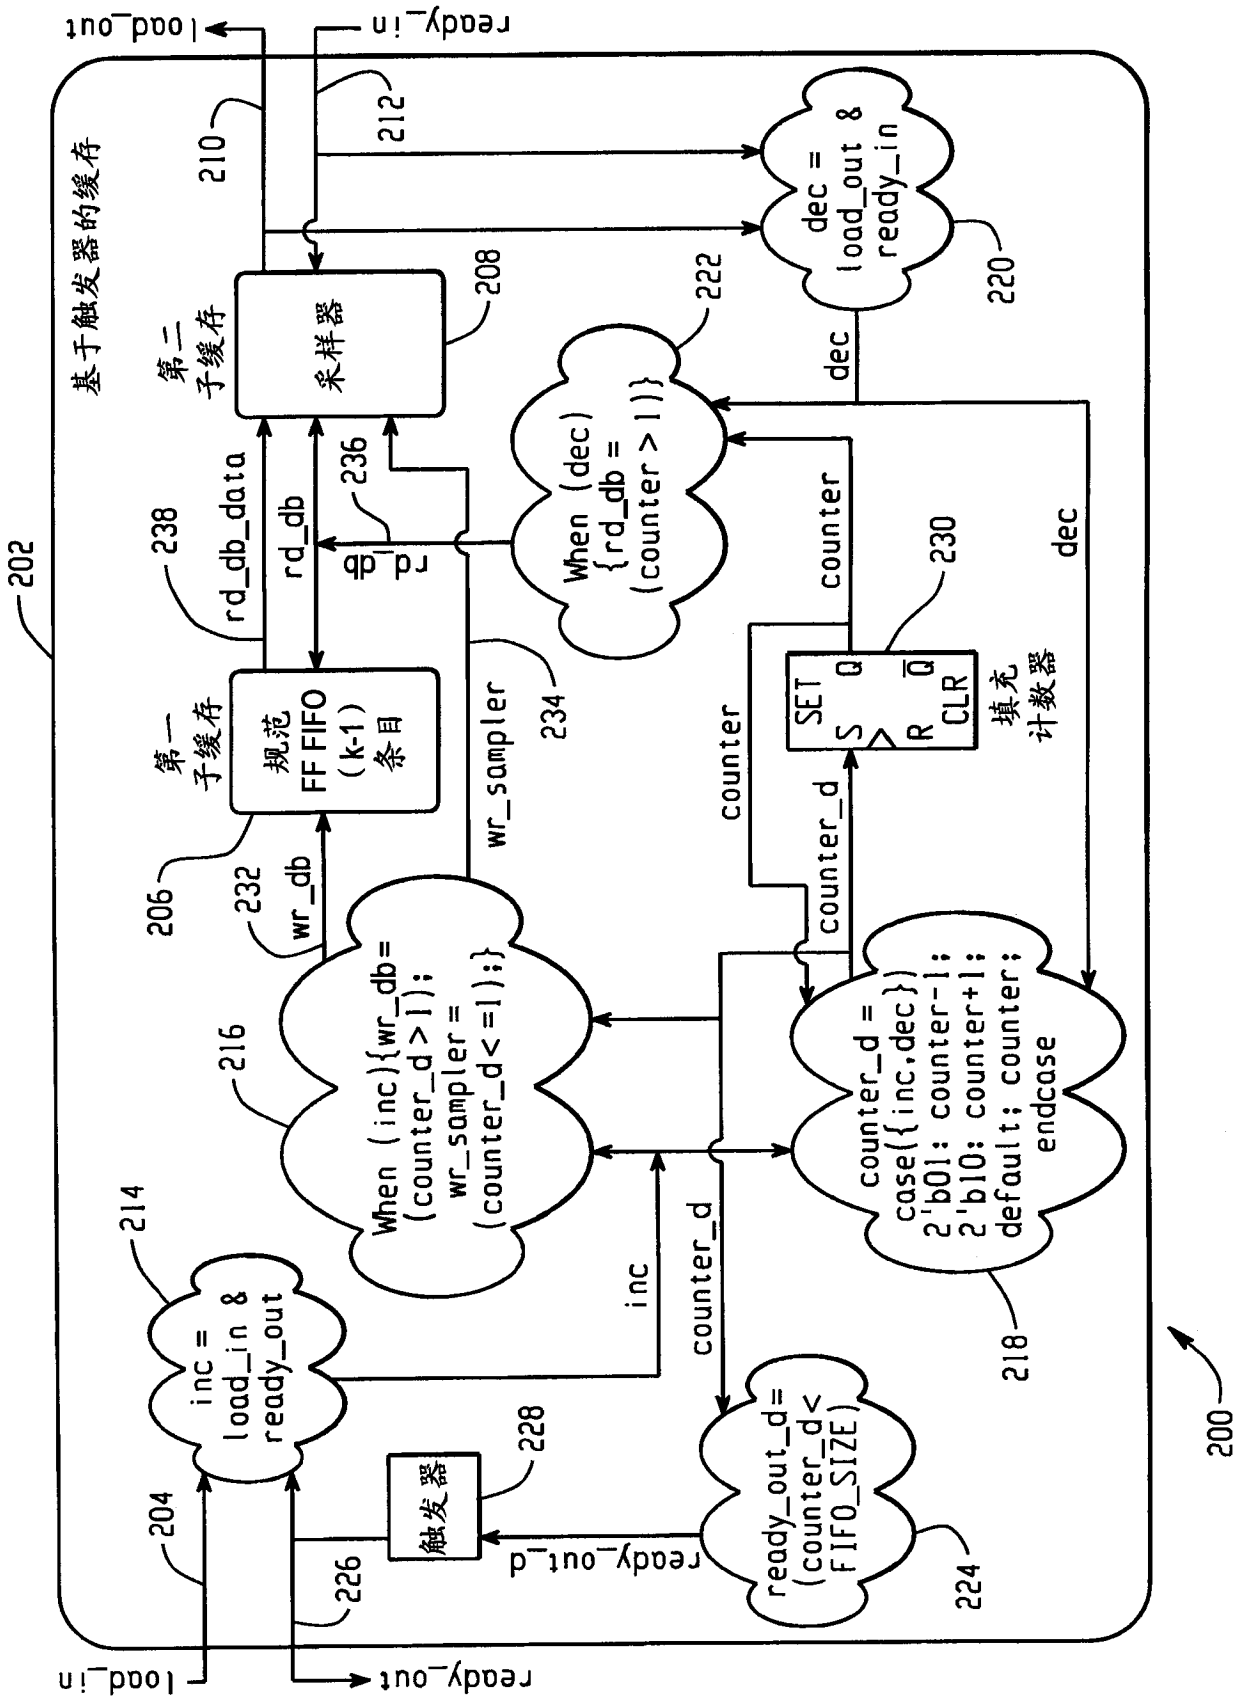 202
基于触发器的缓存
load_in
204
ready_out
226
inc =
load_in &
ready_out
214
触发器
228
ready_out_d
ready_out_d=
(counter_d<
FIFO_SIZE)
224
inc
counter_d
216
When (inc){wr_db=
(counter_d >1);
wr_sampler =
(counter_d< =1);}
232
wr_db
206
第一
子缓存
规范
FF FIFO
(k-1)
条目
238
rd_db_data
rd_db
rd_db
236
wr_sampler
234
第二
子缓存
采样器
208
210
load_out
212
ready_in
dec =
load_out &
ready_in
220
dec
222
When (dec)
{rd_db =
(counter >1)}
counter
counter
counter_d
SET
S Q
R Q
CLR
230
填充
计数器
dec
counter_d =
case({inc,dec})
2'b01: counter-1;
2'b10: counter+1;
default: counter;
endcase
218
200